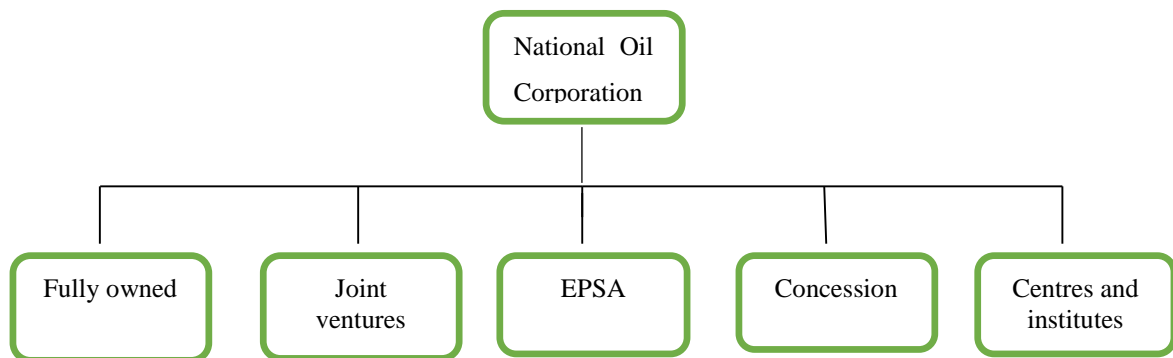 National Oil
Corporation
Fully owned
Joint
ventures
EPSA
Concession
Centres and
institutes